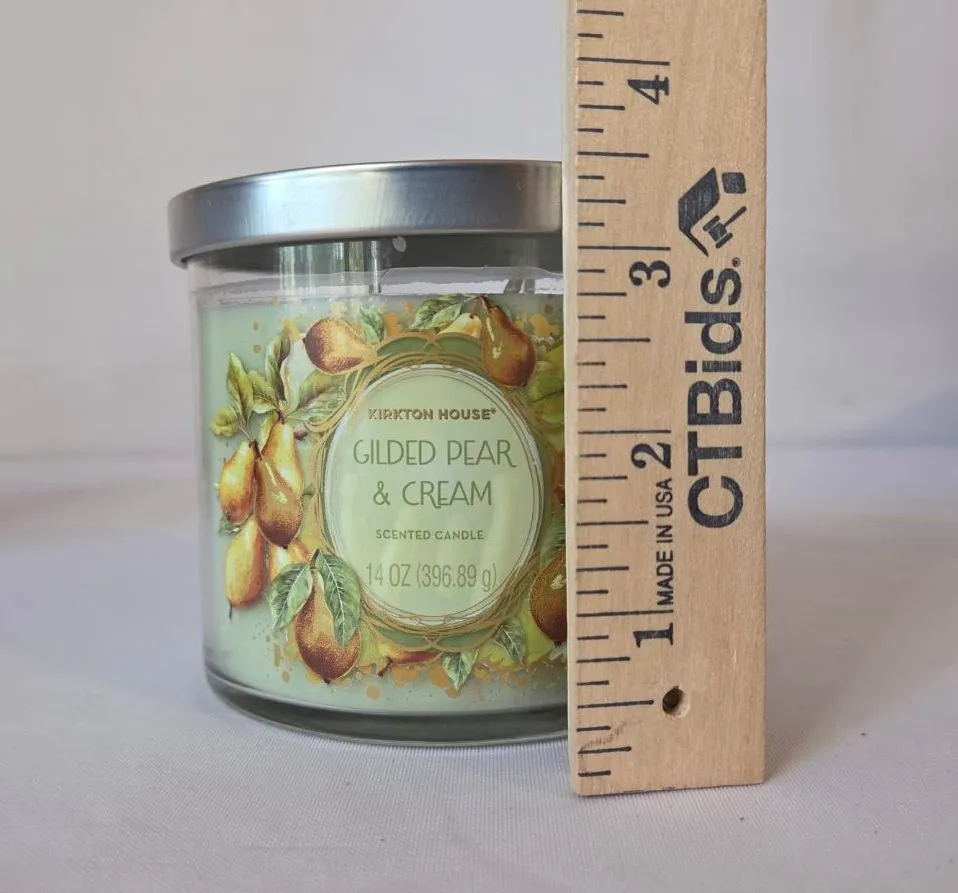 KIRKTON HOUSE®
GILDED PEAR
& CREAM
SCENTED CANDLE
14 OZ (396.89 g)
1 MADE IN USA 2 3 4
CTBids®